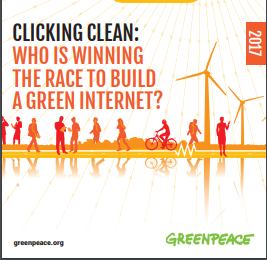 CLICKING CLEAN:
WHO IS WINNING
THE RACE TO BUILD
A GREEN INTERNET?
2017
greenpeace.org
GREENPEACE